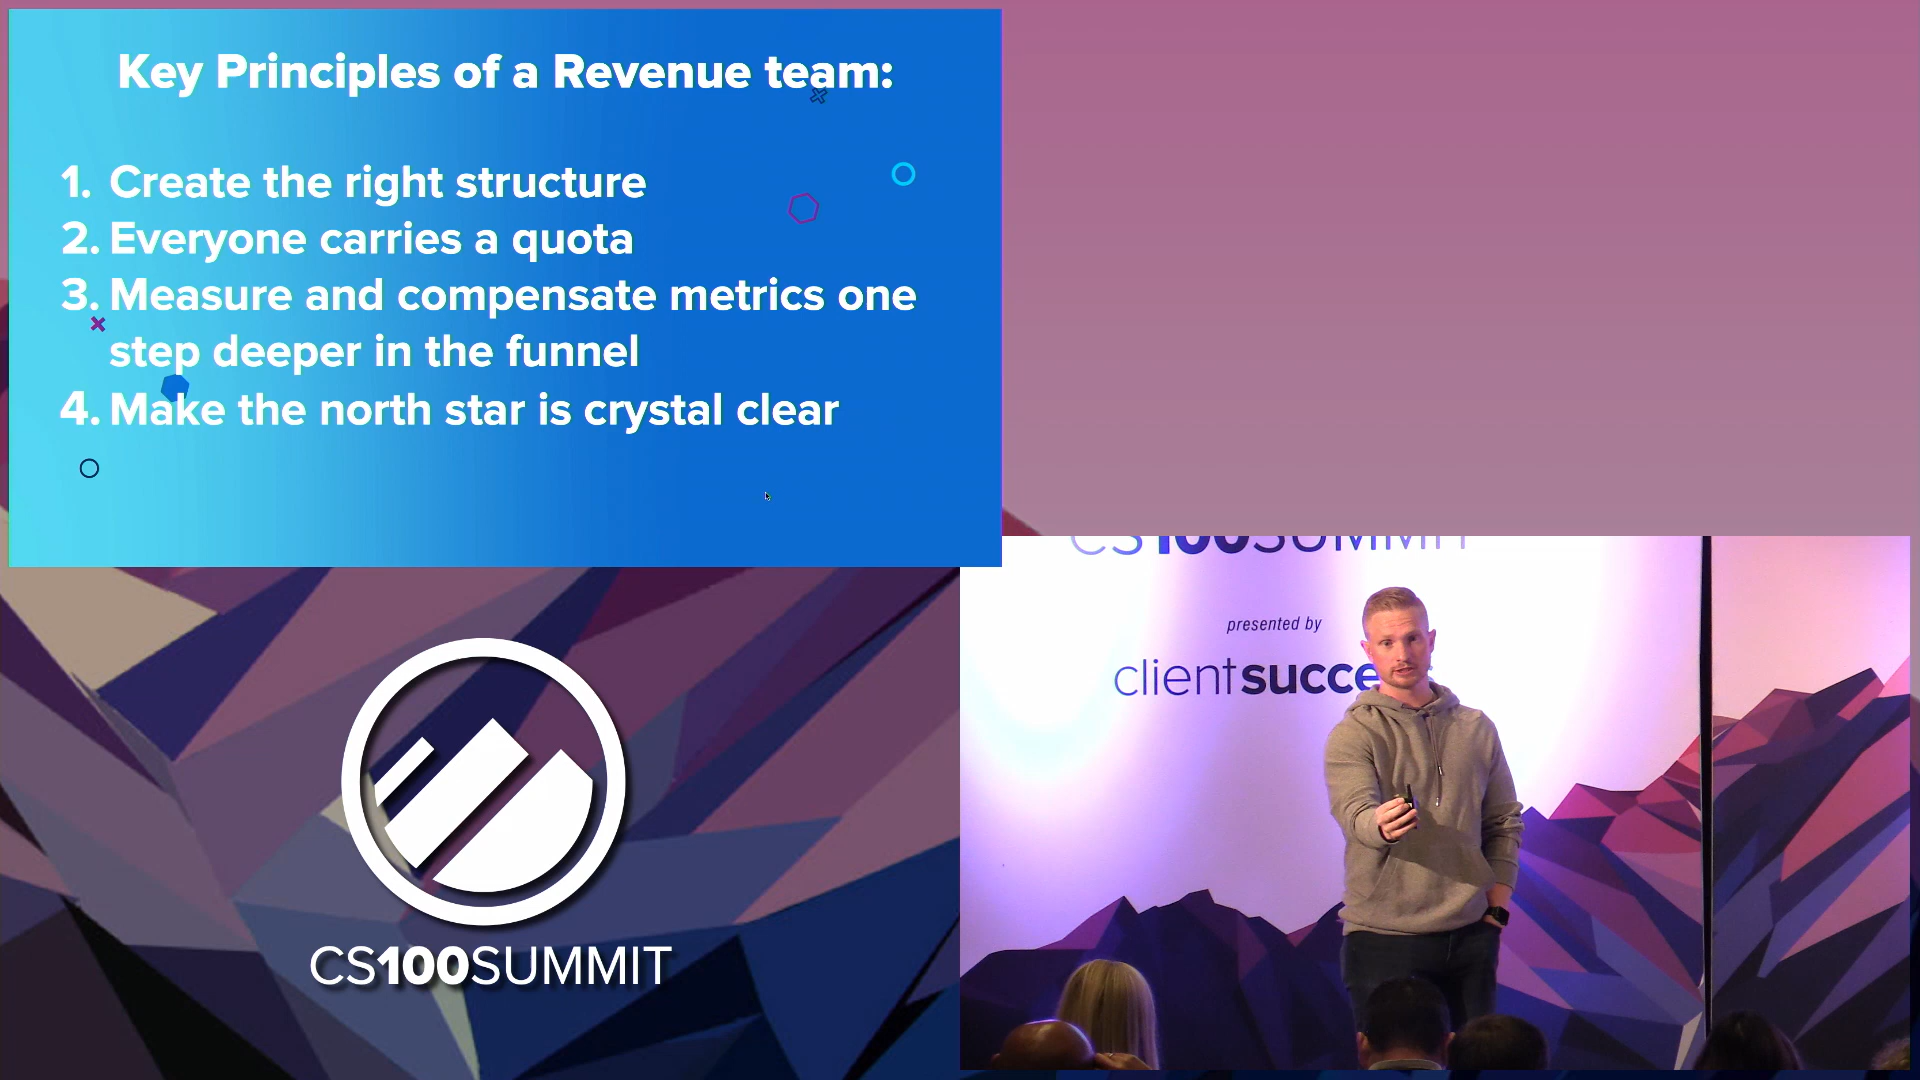 Key Principles of a Revenue team:
1. Create the right structure
2. Everyone carries a quota
3. Measure and compensate metrics one
step deeper in the funnel
4. Make the north star is crystal clear
CS100SUMMIT
presented by
clientsucce
CS100SUMMIT